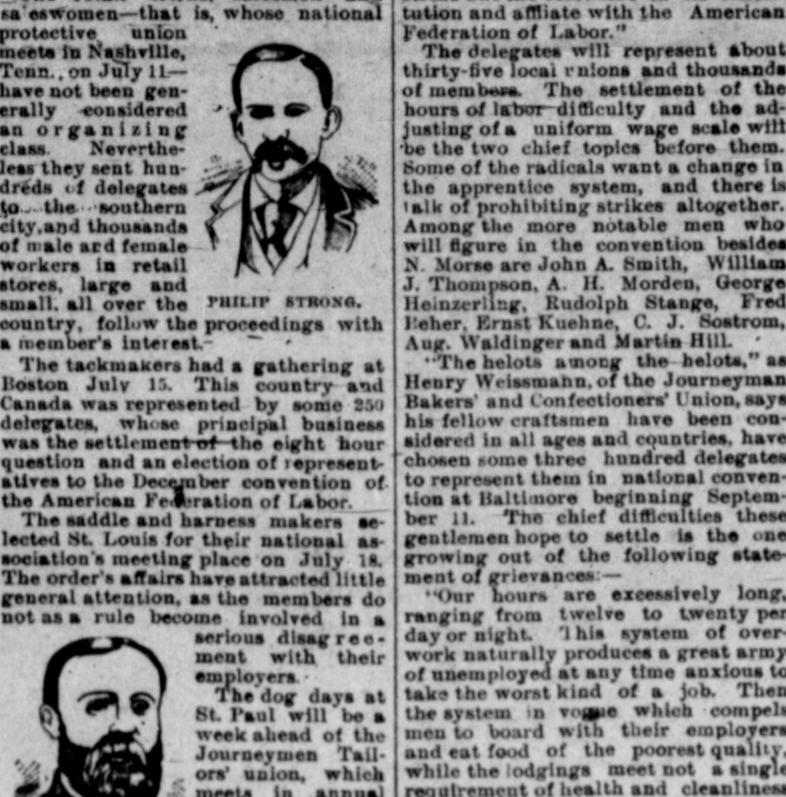 saleswomen—that is, whose national
protective union
meets in Nashville,
Tenn., on July 11—
have not been gen-
erally considered
an organizing
class. Neverthe-
less they sent hun-
dreds of delegates
to the southern
city, and thousands
of male and female
workers in retail
stores, large and
small, all over the
PHILIP STRONG.
country, follow the proceedings with
a member's interest.
The tackmakers had a gathering at
Boston July 15. This country and
Canada was represented by some 250
delegates, whose principal business
was the settlement of the eight hour
question and an election of represent-
atives to the December convention of
the American Federation of Labor.
The saddle and harness makers se-
lected St. Louis for their national as-
sociation's meeting place on July 18.
The order's affairs have attracted little
general attention, as the members do
not as a rule become involved in a
serious disagree-
ment with their
employers.
The dog days at
St. Paul will be a
week ahead of the
Journeymen Tail-
ors' union, which
meets in annual
tution and affliate with the American
Federation of Labor."
The delegates will represent about
thirty-five local unions and thousands
of members. The settlement of the
hours of labor difficulty and the ad-
justing of a uniform wage scale will
be the two chief topics before them.
Some of the radicals want a change in
the apprentice system, and there is
talk of prohibiting strikes altogether.
Among the more notable men who
will figure in the convention besides
N. Morse are John A. Smith, William
J. Thompson, A. H. Morden, George
Heinzerling, Rudolph Stange, Fred
Beher, Ernst Kuehne, C. J. Sostrom,
Aug. Waldinger and Martin Hill.
"The helots among the helots," as
Henry Weissmann, of the Journeyman
Bakers' and Confectioners' Union, says
his fellow craftsmen have been con-
sidered in all ages and countries, have
chosen some three hundred delegates
to represent them in national conven-
tion at Baltimore beginning Septem-
ber 11. The chief difficulties these
gentlemen hope to settle is the one
growing out of the following state-
ment of grievances:—
"Our hours are excessively long,
ranging from twelve to twenty per
day or night. This system of over-
work naturally produces a great army
of unemployed at any time anxious to
take the worst kind of a job. Then
the system in vogue which compels
men to board with their employers
and eat food of the poorest quality,
while the lodgings meet not a single
requirement of health and cleanliness